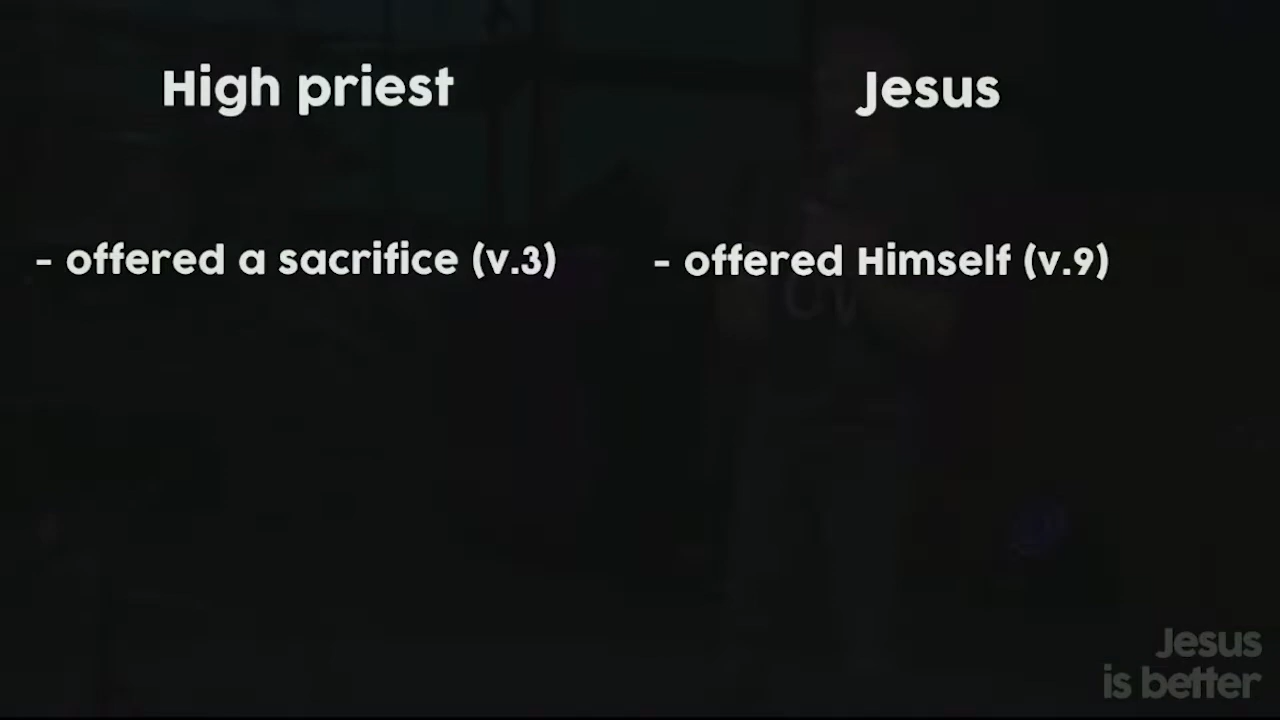 High priest
Jesus
- offered a sacrifice (v.3)
- offered Himself (v.9)
Jesus
is better